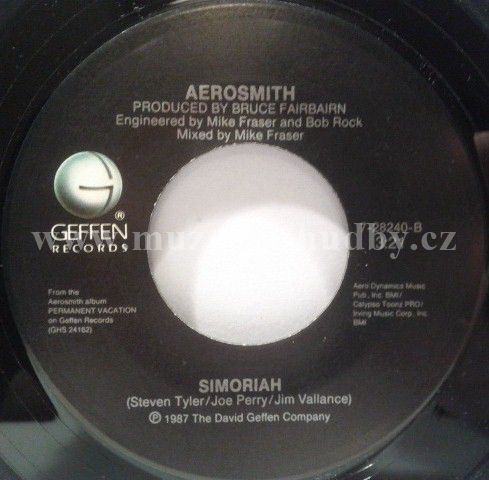 AEROSMITH
PRODUCED BY BRUCE FAIRBAIRN
Engineered by Mike Fraser and Bob Rock
Mixed by Mike Fraser
G
GEFFEN®
RECORDS
28240-B
From the
Aerosmith album
PERMANENT VACATION
on Geffen Records
(GHS 24162)
Aero Dynamics Music
Pub., Inc. BMI/
Calypso Toonz PRO/
Irving Music Corp., Inc.
BMI
SIMORIAH
(Steven Tyler/Joe Perry/Jim Vallance)
℗ 1987 The David Geffen Company